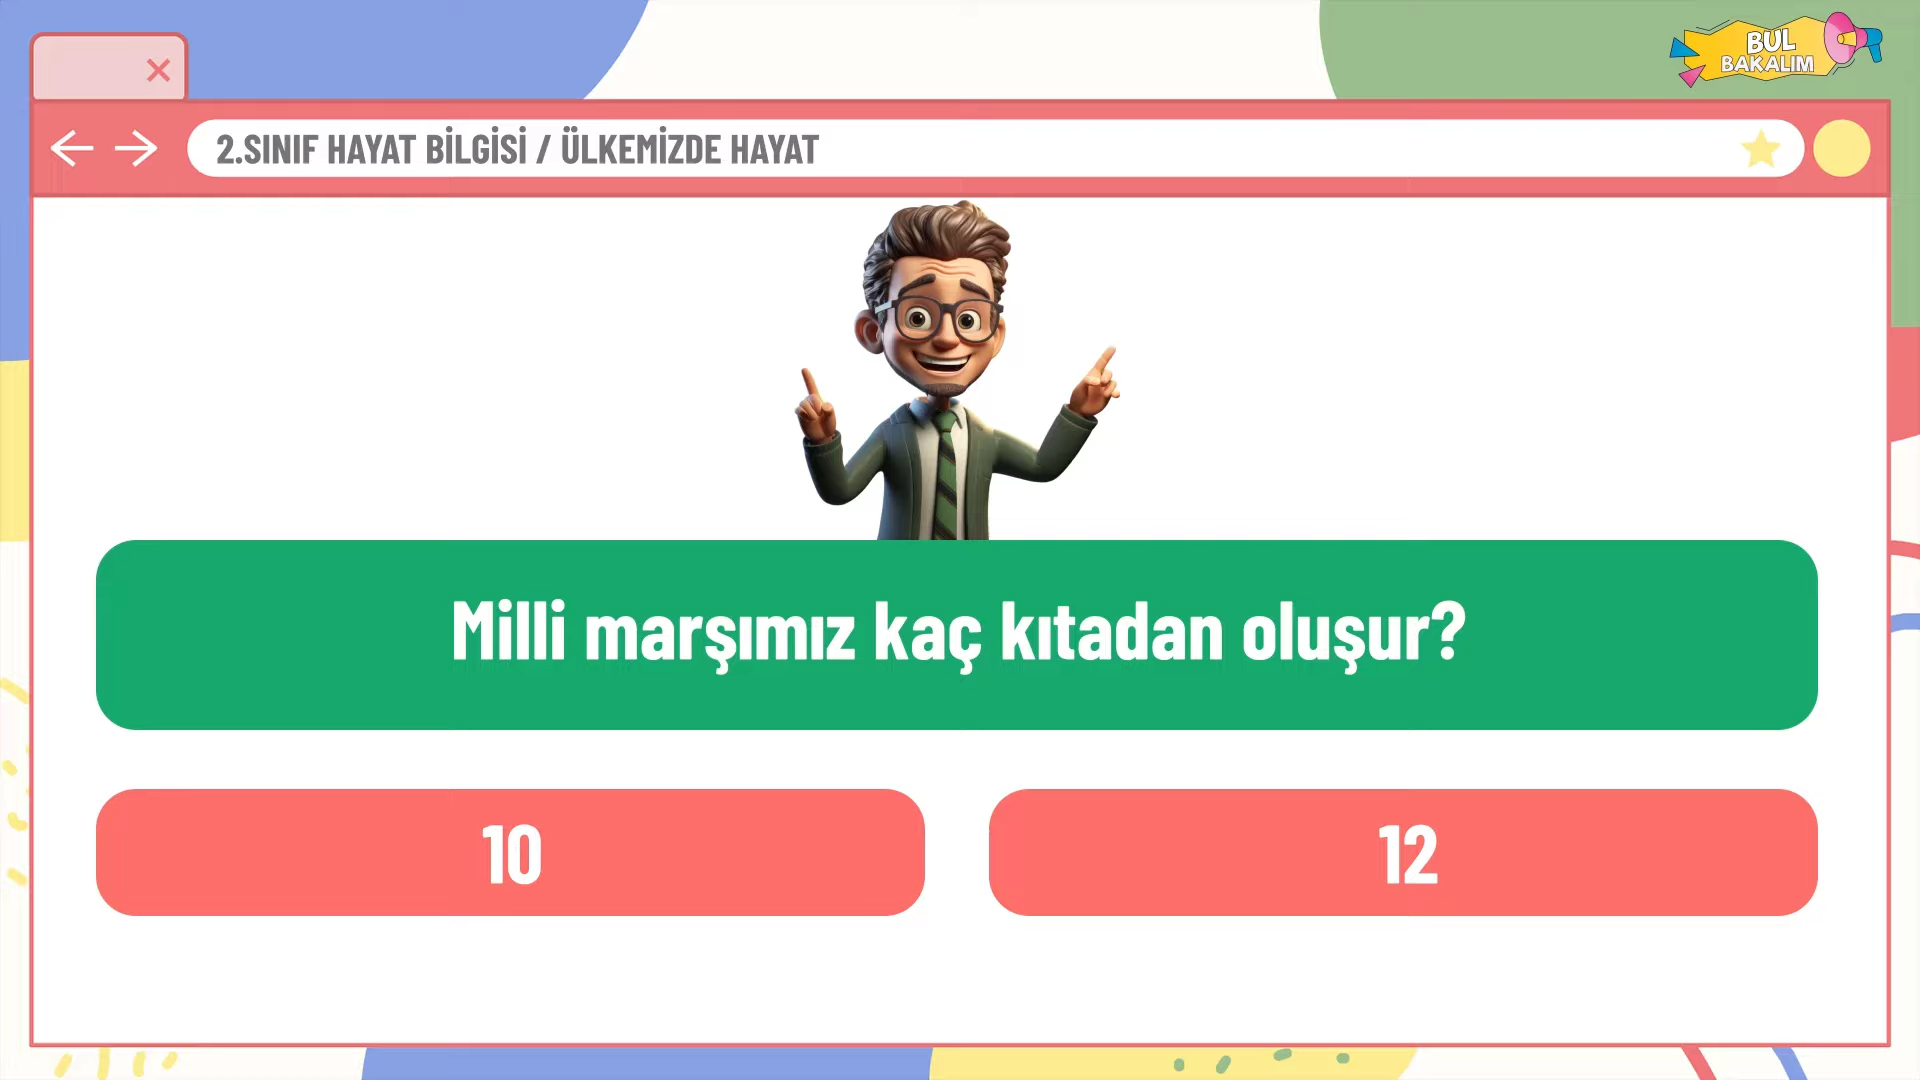 BUL
BAKALIM
2.SINIF HAYAT BİLGİSİ / ÜLKEMİZDE HAYAT
Milli marşımız kaç kıtadan oluşur?
10
12